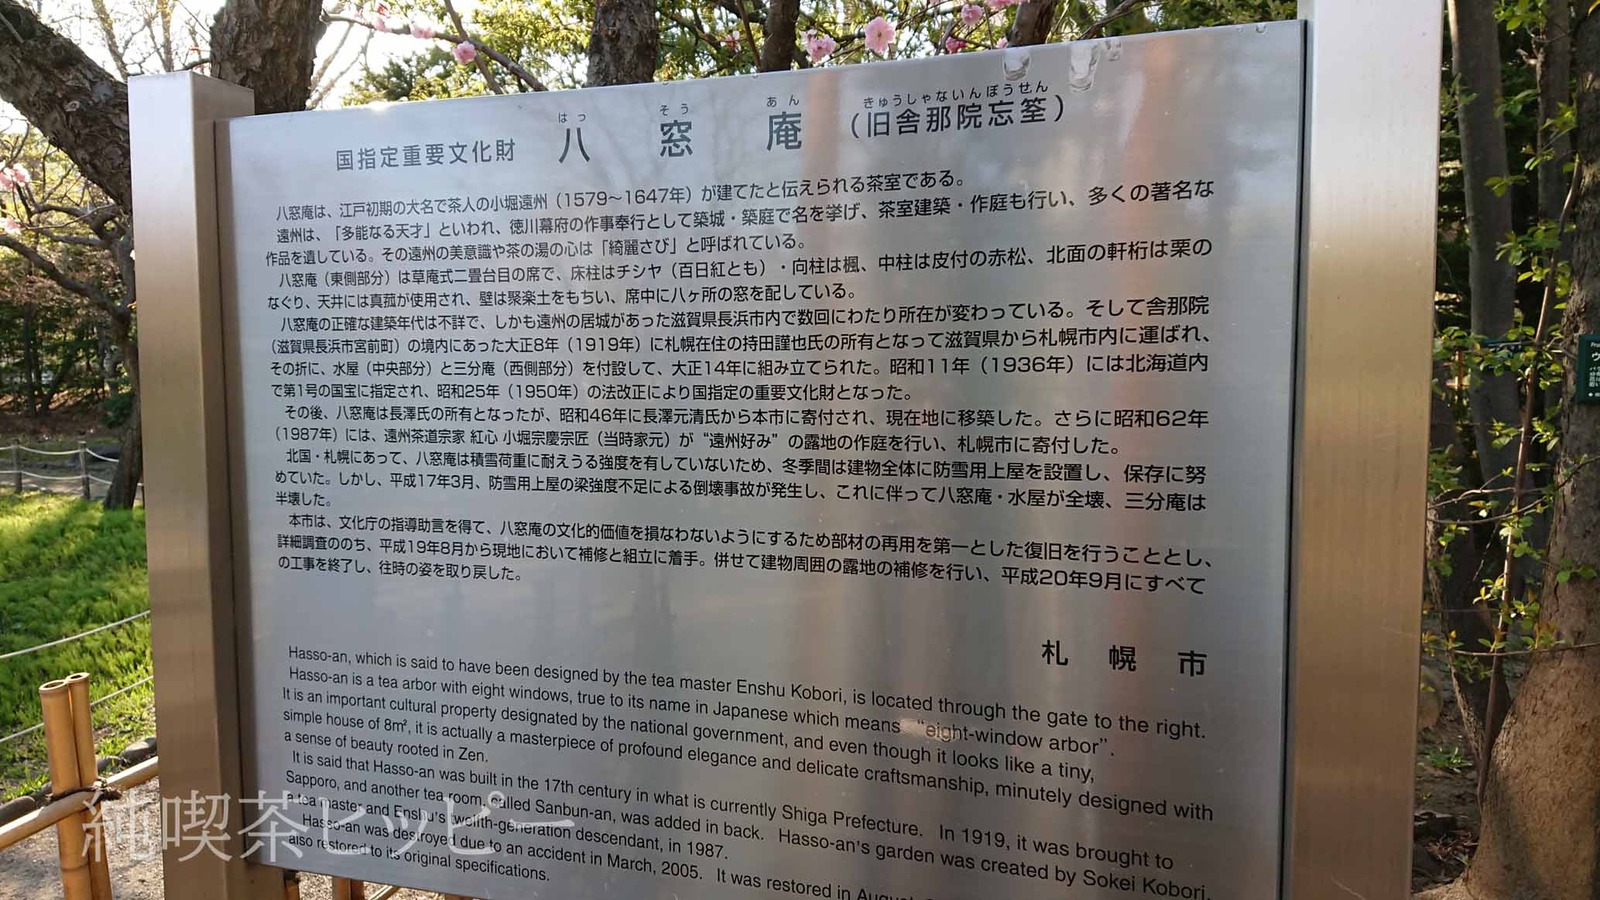 国指定重要文化財 八窓庵 (旧舎那院忘筌)
はっ そう あん きゅうしゃないんぼうせん
八窓庵は、江戸初期の大名で茶人の小堀遠州(1579~1647年)が建てたと伝えられる茶室である。
遠州は、「多能なる天才」といわれ、徳川幕府の作事奉行として築城・築庭で名を挙げ、茶室建築・作庭も行い、多くの著名な
作品を遺している。その遠州の美意識や茶の湯の心は「綺麗さび」と呼ばれている。
八窓庵(東側部分)は草庵式二畳台目の席で、床柱はチシヤ(百日紅とも)・向柱は楓、中柱は皮付の赤松、北面の軒桁は栗の
なぐり、天井には真菰が使用され、壁は聚楽土をもちい、席中に八ヶ所の窓を配している。
八窓庵の正確な建築年代は不詳で、しかも遠州の居城があった滋賀県長浜市内で数回にわたり所在が変わっている。そして舎那院
(滋賀県長浜市宮前町)の境内にあった大正8年(1919年)に札幌在住の持田謹也氏の所有となって滋賀県から札幌市内に運ばれ、
その折に、水屋(中央部分)と三分庵(西側部分)を付設して、大正14年に組み立てられた。昭和11年(1936年)には北海道内
で第1号の国宝に指定され、昭和25年(1950年)の法改正により国指定の重要文化財となった。
その後、八窓庵は長澤氏の所有となったが、昭和46年に長澤元清氏から本市に寄付され、現在地に移築した。さらに昭和62年
(1987年)には、遠州茶道宗家 紅心 小堀宗慶宗匠(当時家元)が“遠州好み”の露地の作庭を行い、札幌市に寄付した。
北国・札幌にあって、八窓庵は積雪荷重に耐えうる強度を有していないため、冬季間は建物全体に防雪用上屋を設置し、保存に努
めていた。しかし、平成17年3月、防雪用上屋の梁強度不足による倒壊事故が発生し、これに伴って八窓庵・水屋が全壊、三分庵は
半壊した。
本市は、文化庁の指導助言を得て、八窓庵の文化的価値を損なわないようにするため部材の再用を第一とした復旧を行うこととし、
詳細調査ののち、平成19年8月から現地において補修と組立に着手。併せて建物周囲の露地の補修を行い、平成20年9月にすべて
の工事を終了し、往時の姿を取り戻した。
札幌市
Hasso-an, which is said to have been designed by the tea master Enshu Kobori, is located through the gate to the right.
Hasso-an is a tea arbor with eight windows, true to its name in Japanese which means “eight-window arbor”.
It is an important cultural property designated by the national government, and even though it looks like a tiny,
simple house of 8㎡, it is actually a masterpiece of profound elegance and delicate craftsmanship, minutely designed with
a sense of beauty rooted in Zen.
It is said that Hasso-an was built in the 17th century in what is currently Shiga Prefecture. In 1919, it was brought to
Sapporo, and another tea room, called Sanbun-an, was added in back. Hasso-an's garden was created by Sokei Kobori,
tea master and Enshu's twelfth-generation descendant, in 1987.
Hasso-an was destroyed due to an accident in March, 2005. It was restored in
also restored to its original specifications.
純喫茶ヒッピー